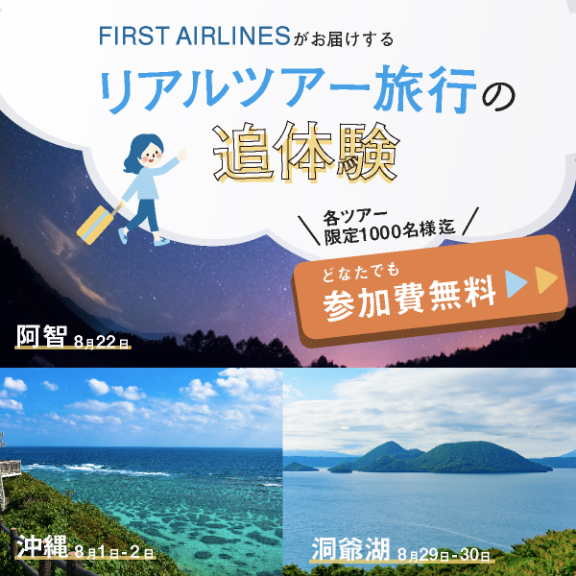 FIRST AIRLINESがお届けする
リアルツアー旅行の
追体験
各ツアー
限定1000名様迄
どなたでも
参加費無料
阿智 8月22日
沖縄 8月1日-2日
洞爺湖 8月29日-30日